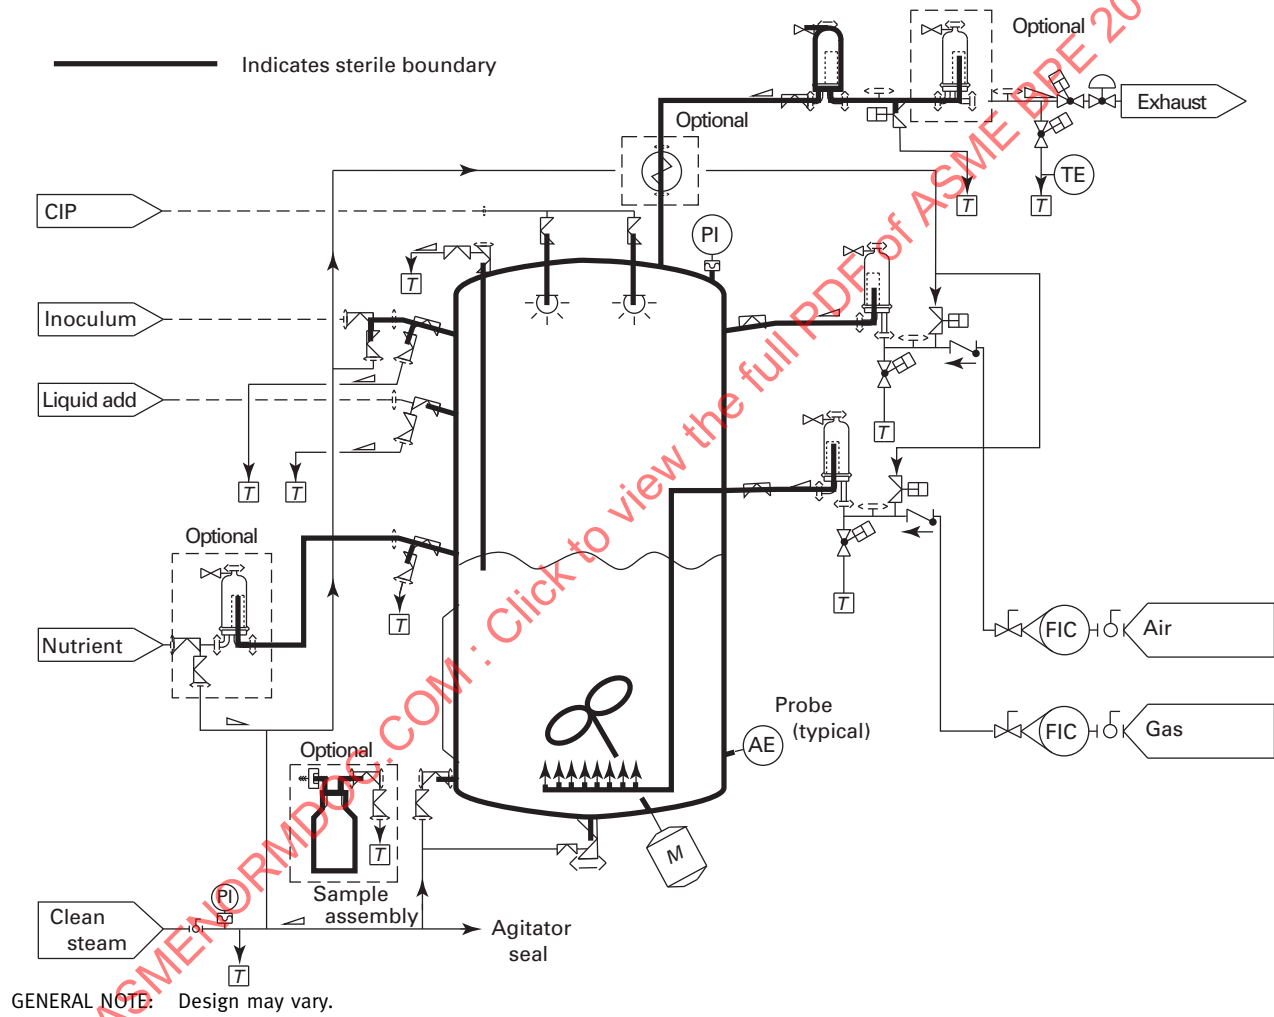 Indicates sterile boundary
Optional
Exhaust
Optional
TE
T
T
CIP
PI
T
Inoculum
Liquid add
T
T
T
Optional
T
T
Nutrient
FIC
Air
Probe
(typical)
AE
FIC
Gas
Optional
T
M
Sample
assembly
PI
Clean
steam
Agitator
seal
T
GENERAL NOTE: Design may vary.
ASMENORMDOC.COM : Click to view the full PDF of ASME BPE 20